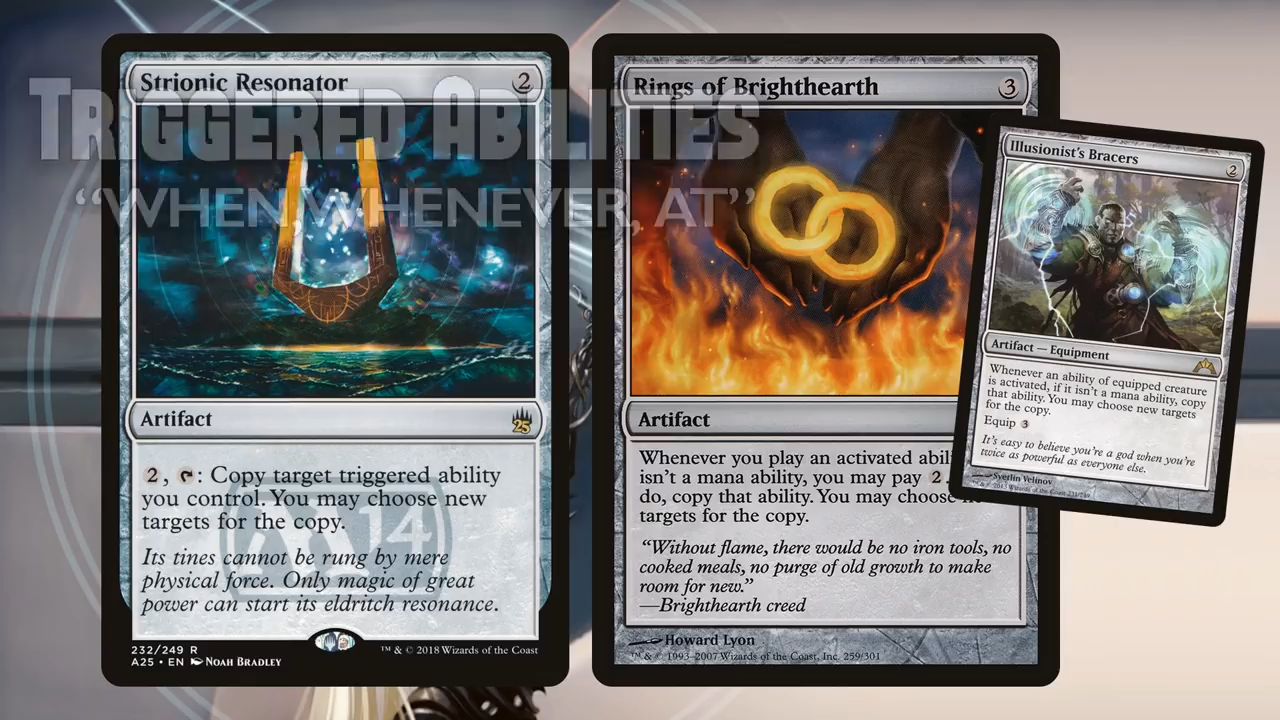 TRIGGERED ABILITIES
“WHEN, WHENEVER, AT”
Strionic Resonator 2
Artifact
25
2, : Copy target triggered ability
you control. You may choose new
targets for the copy.
M14
Its tines cannot be rung by mere
physical force. Only magic of great
power can start its eldritch resonance.
232/249 R
A25 • EN NOAH BRADLEY
™ & © 2018 Wizards of the Coast
Rings of Brighthearth 3
Artifact
Whenever you play an activated
isn't a mana ability, you may pay 2.
do, copy that ability. You may choose
targets for the copy.
“Without flame, there would be no iron tools, no
cooked meals, no purge of old growth to make
room for new.”
—Brighthearth creed
Howard Lyon
™ & © 1993–2007 Wizards of the Coast, Inc. 259/301
Illusionist's Bracers 2
Artifact — Equipment
Whenever an ability of equipped creature
is activated, if it isn't a mana ability, copy
that ability. You may choose new targets
for the copy.
Equip 3
It's easy to believe you're a god when you're
twice as powerful as everyone else.
Svetlin Velinov